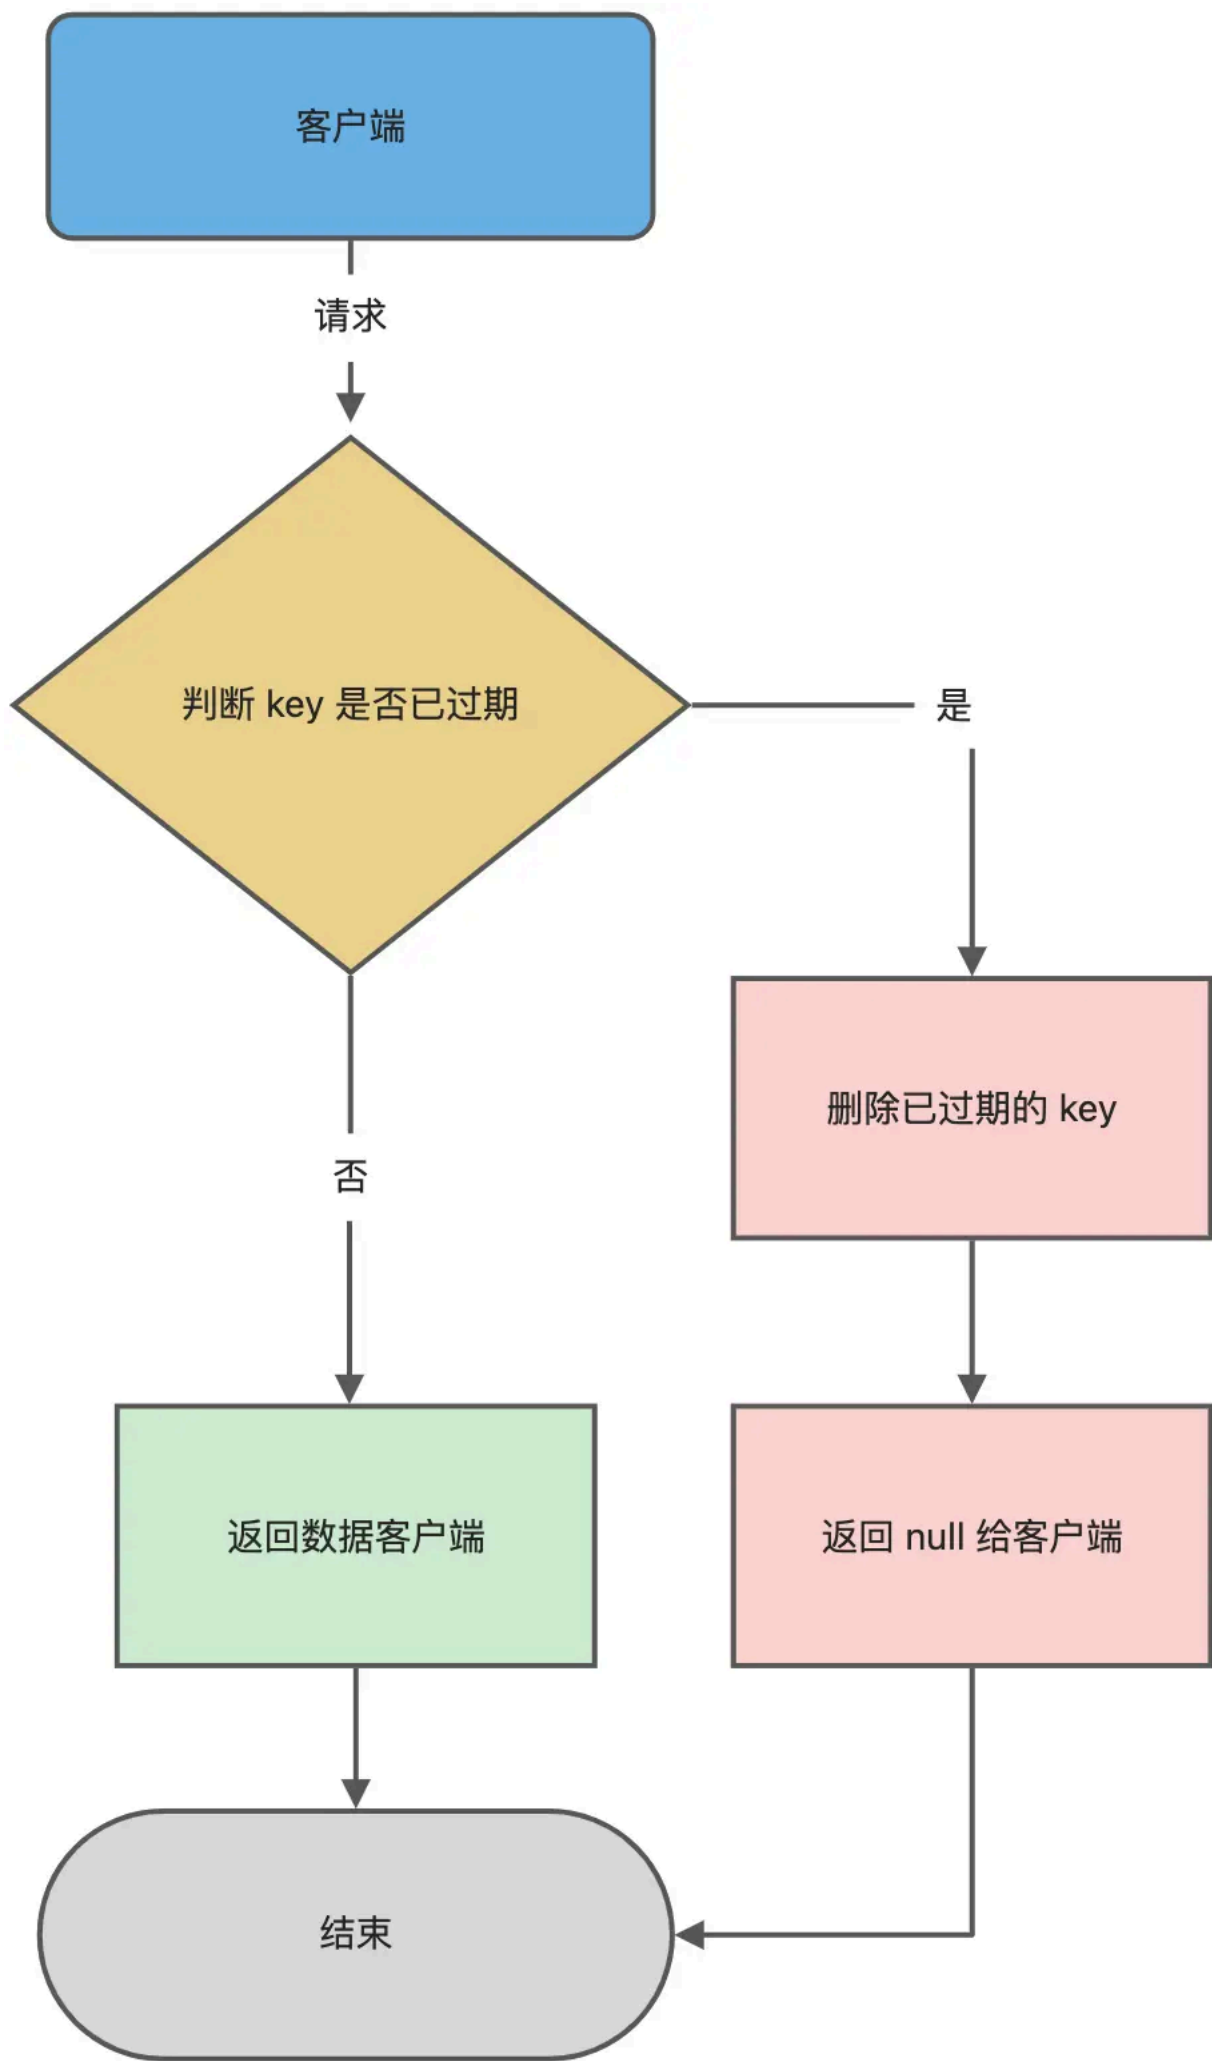 客户端
请求
判断 key 是否已过期
是
删除已过期的 key
否
返回数据客户端
返回 null 给客户端
结束